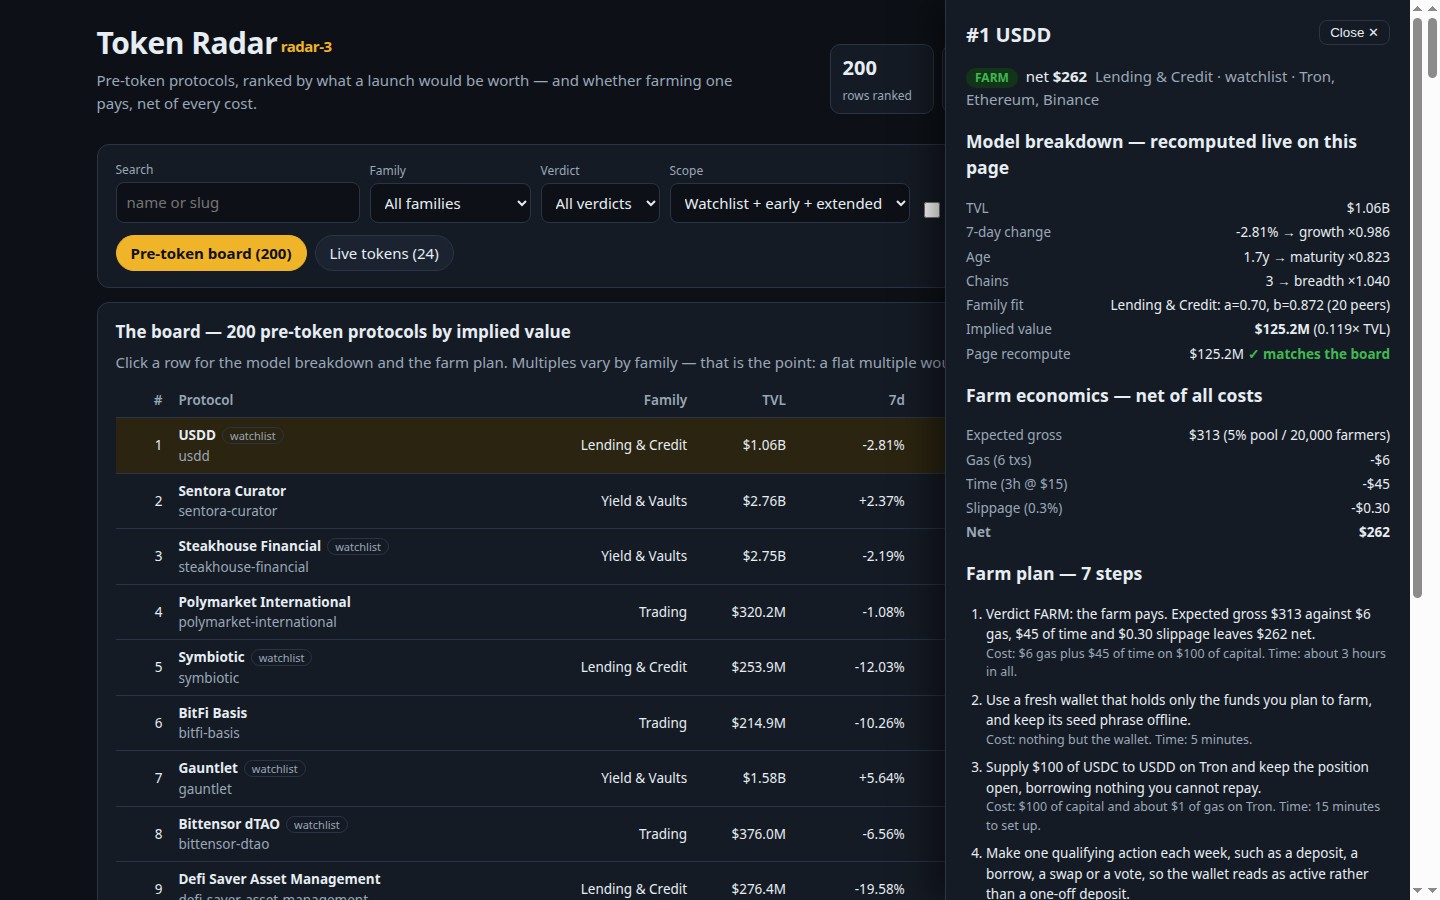 Token Radar radar-3
Pre-token protocols, ranked by what a launch would be worth — and whether farming one
pays, net of every cost.
200
rows ranked
Search
Family
Verdict
Scope
name or slug
All families
All verdicts
Watchlist + early + extended
Pre-token board (200)
Live tokens (24)
The board — 200 pre-token protocols by implied value
Click a row for the model breakdown and the farm plan. Multiples vary by family — that is the point: a flat multiple
# Protocol Family TVL 7d
1 USDD watchlist Lending & Credit $1.06B -2.81%
usdd
2 Sentora Curator Yield & Vaults $2.76B +2.37%
sentora-curator
3 Steakhouse Financial watchlist Yield & Vaults $2.75B -2.19%
steakhouse-financial
4 Polymarket International Trading $320.2M -1.08%
polymarket-international
5 Symbiotic watchlist Lending & Credit $253.9M -12.03%
symbiotic
6 BitFi Basis Trading $214.9M -10.26%
bitfi-basis
7 Gauntlet watchlist Yield & Vaults $1.58B +5.64%
gauntlet
8 Bittensor dTAO watchlist Trading $376.0M -6.56%
bittensor-dtao
9 Defi Saver Asset Management Lending & Credit $276.4M -19.58%
defi-saver-asset-management
#1 USDD
Close ✕
FARM net $262 Lending & Credit · watchlist · Tron,
Ethereum, Binance
Model breakdown — recomputed live on this
page
TVL $1.06B
7-day change -2.81% → growth ×0.986
Age 1.7y → maturity ×0.823
Chains 3 → breadth ×1.040
Family fit Lending & Credit: a=0.70, b=0.872 (20 peers)
Implied value $125.2M (0.119× TVL)
Page recompute $125.2M ✓ matches the board
Farm economics — net of all costs
Expected gross $313 (5% pool / 20,000 farmers)
Gas (6 txs) -$6
Time (3h @ $15) -$45
Slippage (0.3%) -$0.30
Net $262
Farm plan — 7 steps
1. Verdict FARM: the farm pays. Expected gross $313 against $6
gas, $45 of time and $0.30 slippage leaves $262 net.
Cost: $6 gas plus $45 of time on $100 of capital. Time: about 3 hours
in all.
2. Use a fresh wallet that holds only the funds you plan to farm,
and keep its seed phrase offline.
Cost: nothing but the wallet. Time: 5 minutes.
3. Supply $100 of USDC to USDD on Tron and keep the position
open, borrowing nothing you cannot repay.
Cost: $100 of capital and about $1 of gas on Tron. Time: 15 minutes
to set up.
4. Make one qualifying action each week, such as a deposit, a
borrow, a swap or a vote, so the wallet reads as active rather
than a one-off deposit.